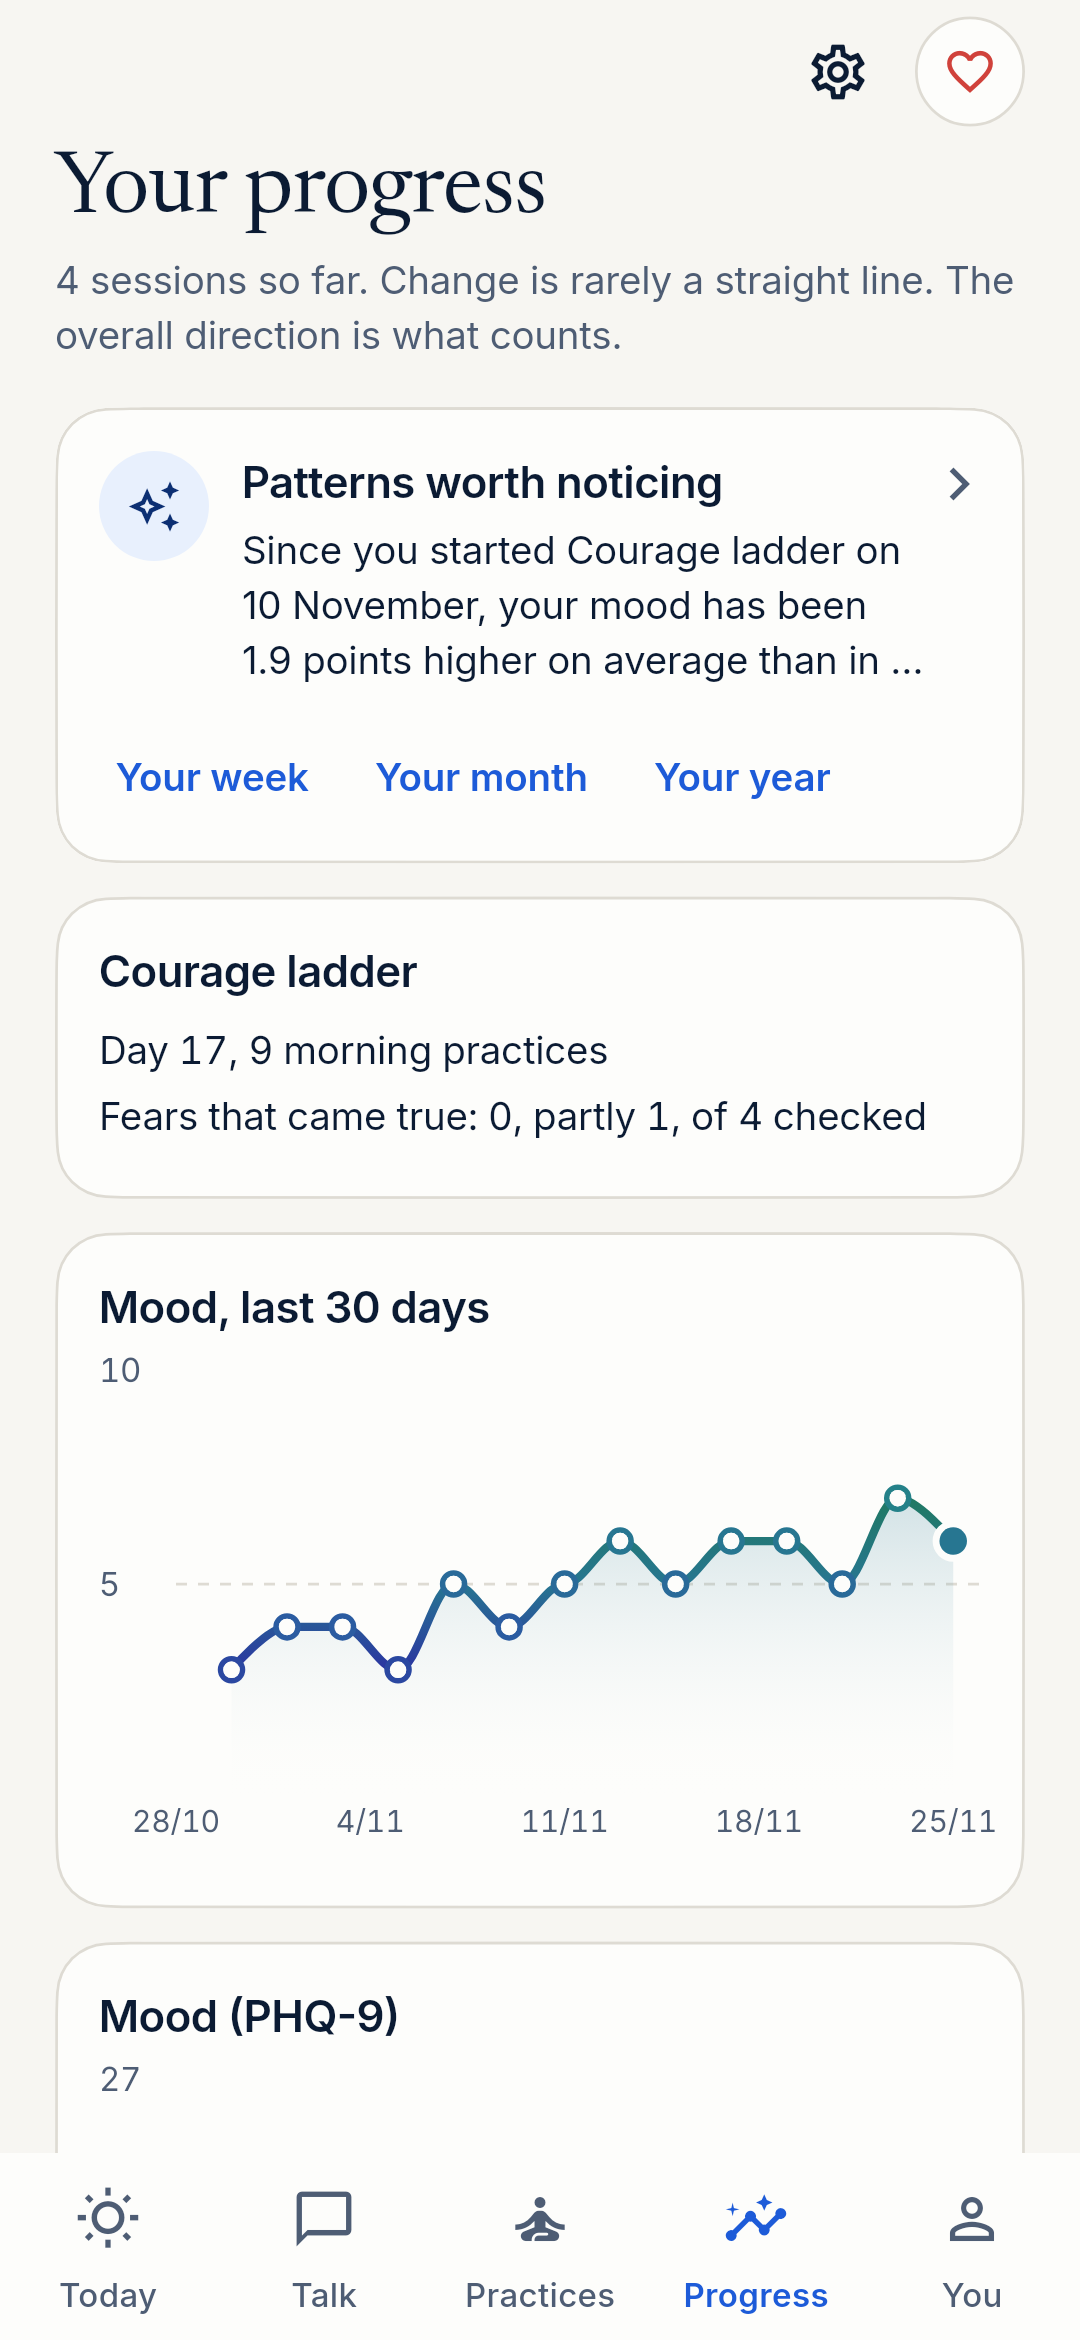 Your progress
4 sessions so far. Change is rarely a straight line. The
overall direction is what counts.
Patterns worth noticing
Since you started Courage ladder on
10 November, your mood has been
1.9 points higher on average than in ...
Your week Your month Your year
Courage ladder
Day 17, 9 morning practices
Fears that came true: 0, partly 1, of 4 checked
Mood, last 30 days
10
5
28/10 4/11 11/11 18/11 25/11
Mood (PHQ-9)
27
Today Talk Practices Progress You